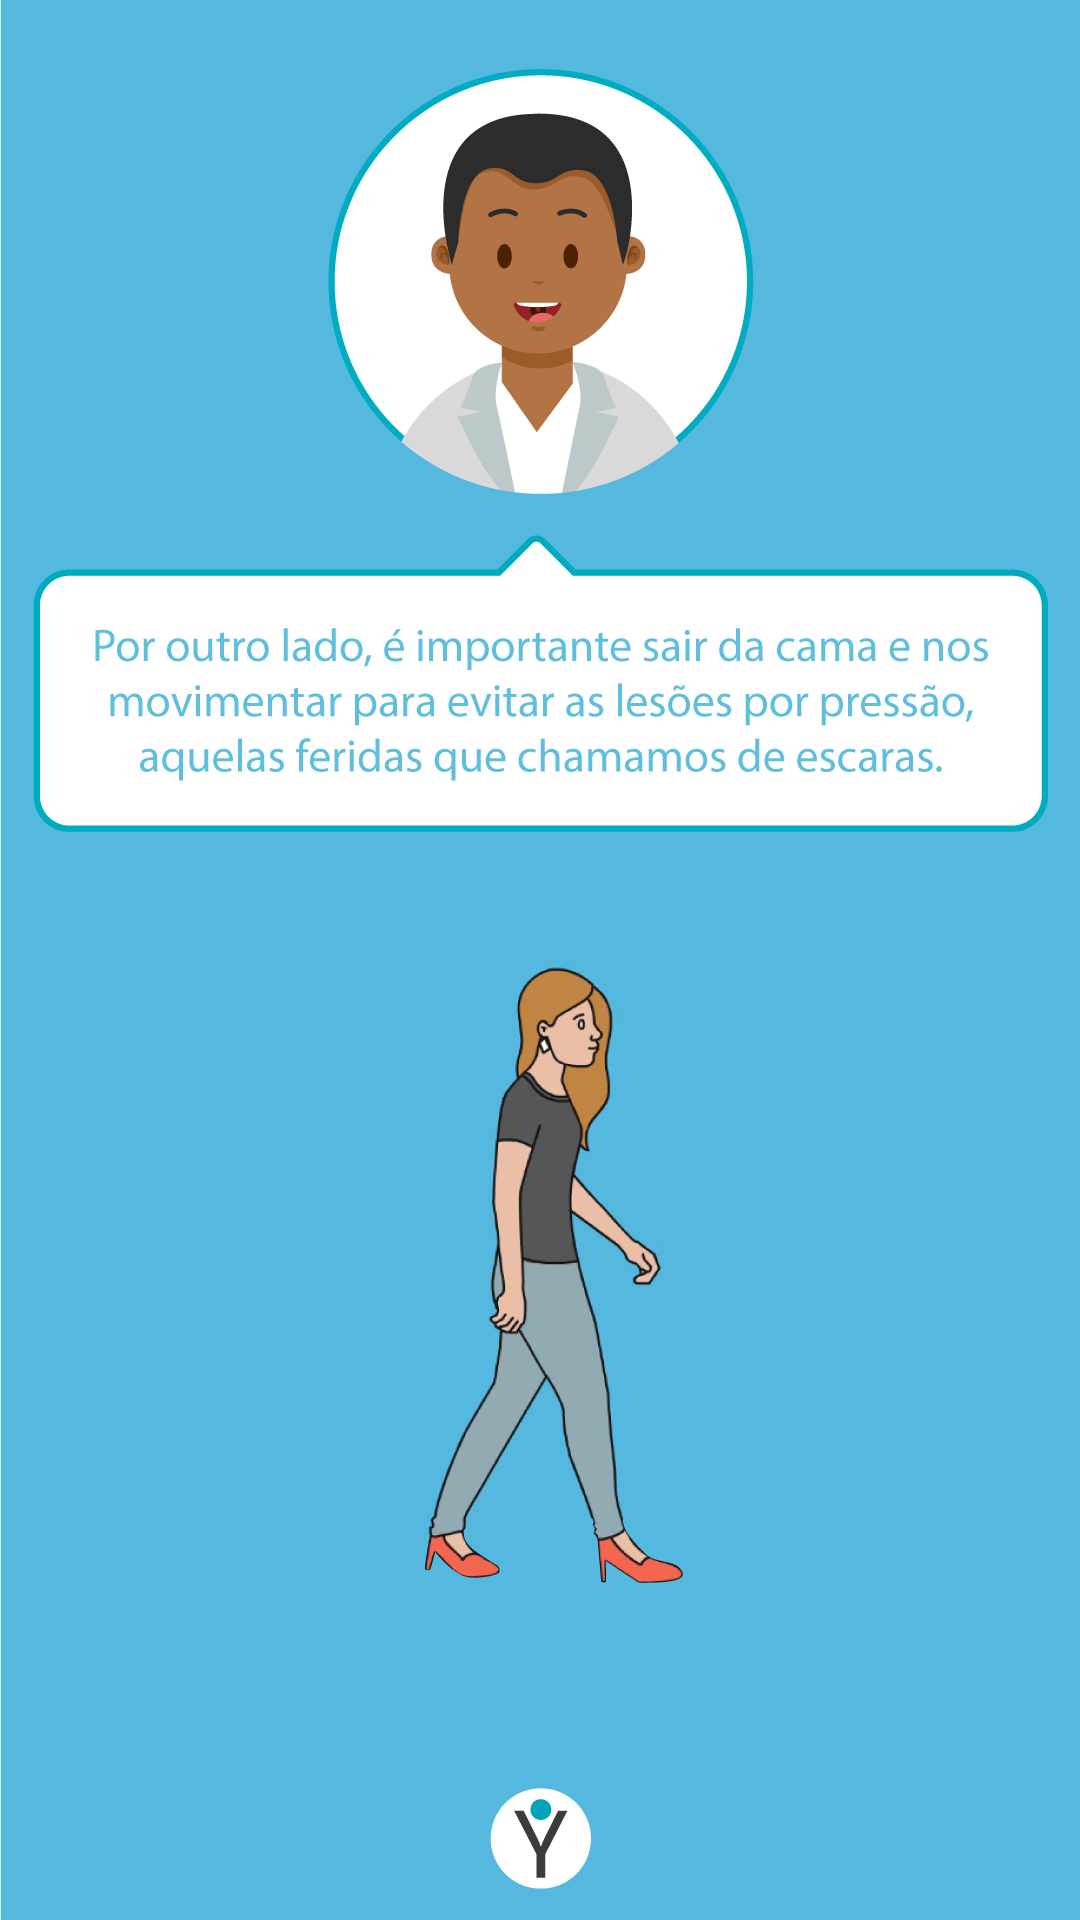 Por outro lado, é importante sair da cama e nos
movimentar para evitar as lesões por pressão,
aquelas feridas que chamamos de escaras.